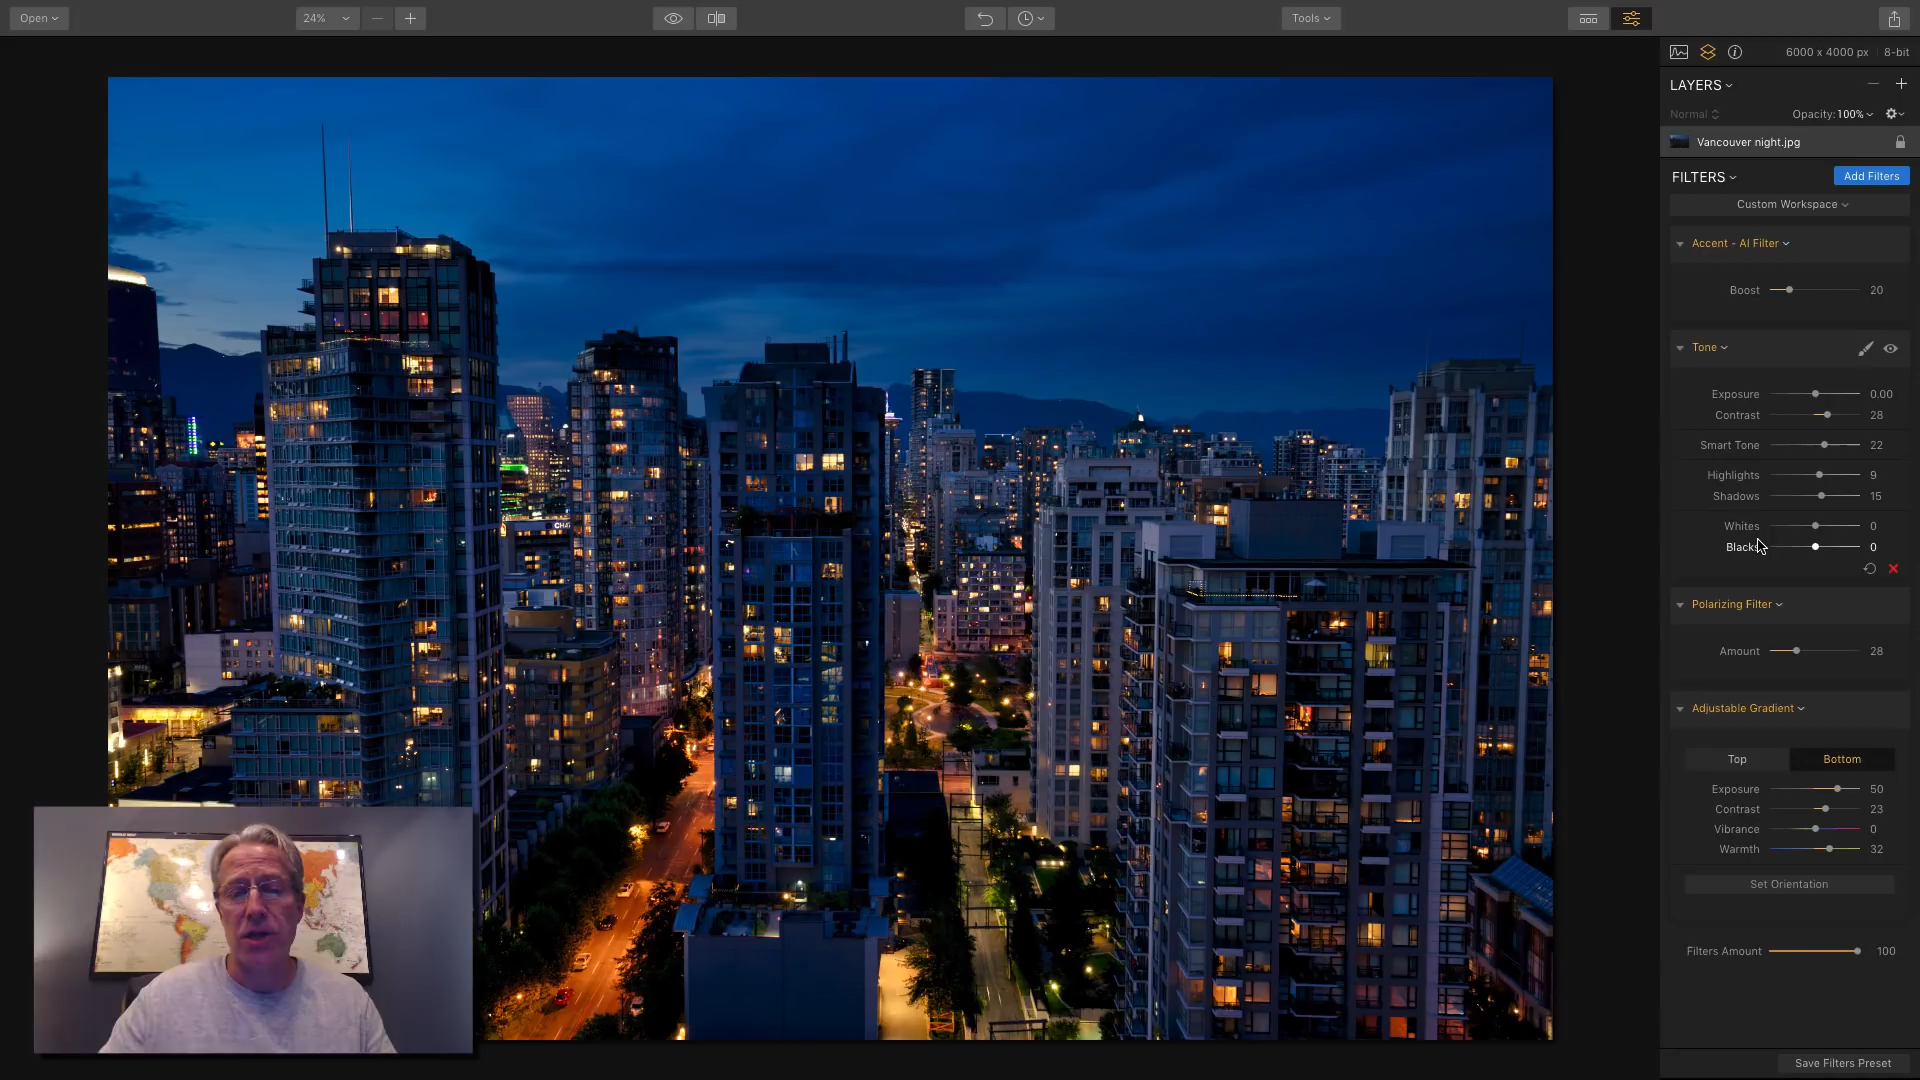 Open
24%
Tools
6000 x 4000 px 8-bit
LAYERS
Normal Opacity: 100%
Vancouver night.jpg
FILTERS Add Filters
Custom Workspace
Accent - AI Filter
Boost 20
Tone
Exposure 0.00
Contrast 28
Smart Tone 22
Highlights 9
Shadows 15
Whites 0
Blacks 0
Polarizing Filter
Amount 28
Adjustable Gradient
Top Bottom
Exposure 50
Contrast 23
Vibrance 0
Warmth 32
Set Orientation
Filters Amount 100
Save Filters Preset